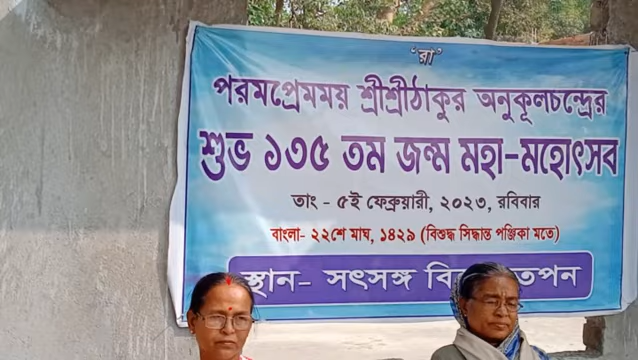 'রা'
পরমপ্রেমময় শ্রীশ্রীঠাকুর অনুকূলচন্দ্রের
শুভ ১৩৫ তম জন্ম মহা-মহোৎসব
তাং - ৫ই ফেব্রুয়ারী, ২০২৩, রবিবার
বাংলা- ২২শে মাঘ, ১৪২৯ (বিশুদ্ধ সিদ্ধান্ত পঞ্জিকা মতে)
স্থান- সৎসঙ্গ